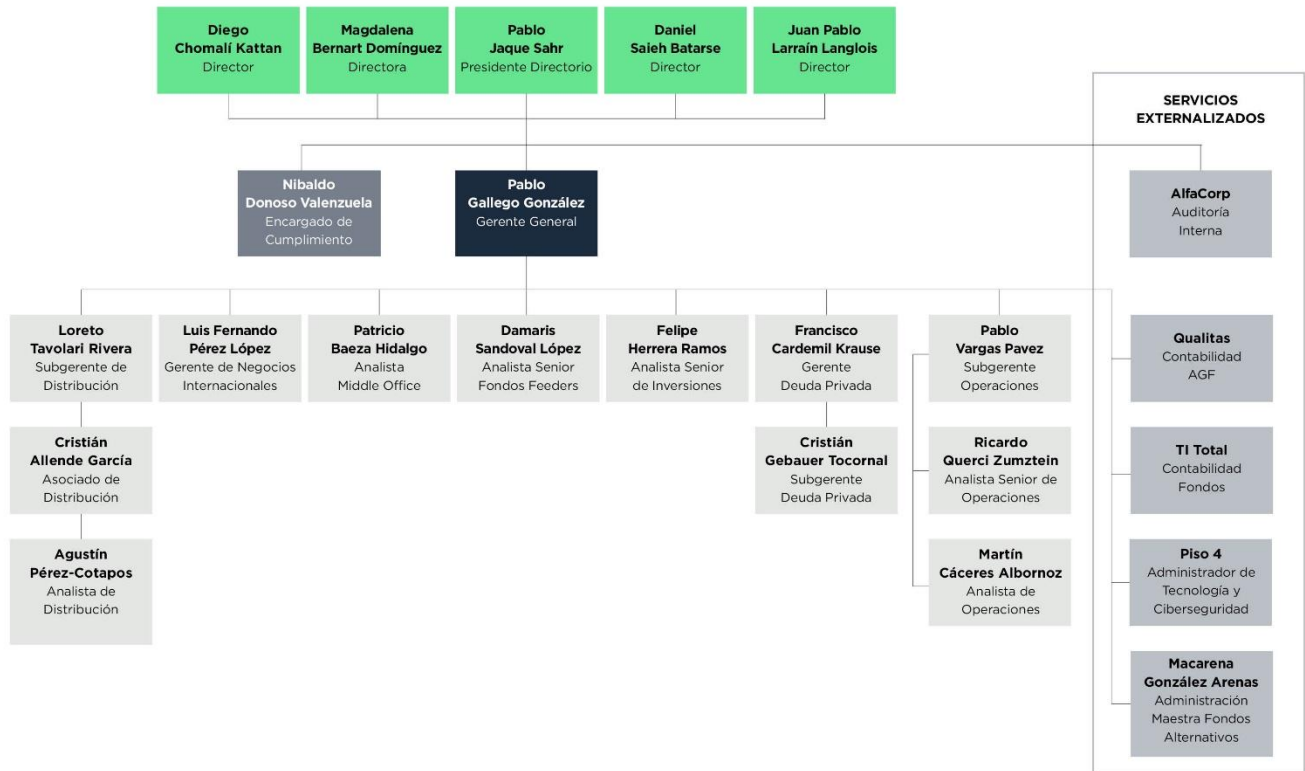 Diego
Chomalí Kattan
Director
Magdalena
Bernart Domínguez
Directora
Pablo
Jaque Sahr
Presidente Directorio
Daniel
Saieh Batarse
Director
Juan Pablo
Larraín Langlois
Director
SERVICIOS
EXTERNALIZADOS
Nibaldo
Donoso Valenzuela
Encargado de
Cumplimiento
Pablo
Gallego González
Gerente General
AlfaCorp
Auditoría
Interna
Loreto
Tavolari Rivera
Subgerente de
Distribución
Luis Fernando
Pérez López
Gerente de Negocios
Internacionales
Patricio
Baeza Hidalgo
Analista
Middle Office
Damaris
Sandoval López
Analista Senior
Fondos Feeders
Felipe
Herrera Ramos
Analista Senior
de Inversiones
Francisco
Cardemil Krause
Gerente
Deuda Privada
Pablo
Vargas Pavez
Subgerente
Operaciones
Qualitas
Contabilidad
AGF
Cristián
Allende García
Asociado de
Distribución
Cristián
Gebauer Tocornal
Subgerente
Deuda Privada
Ricardo
Querci Zumztein
Analista Senior de
Operaciones
TI Total
Contabilidad
Fondos
Agustín
Pérez-Cotapos
Analista de
Distribución
Martín
Cáceres Albornoz
Analista de
Operaciones
Piso 4
Administrador de
Tecnología y
Ciberseguridad
Macarena
González Arenas
Administración
Maestra Fondos
Alternativos